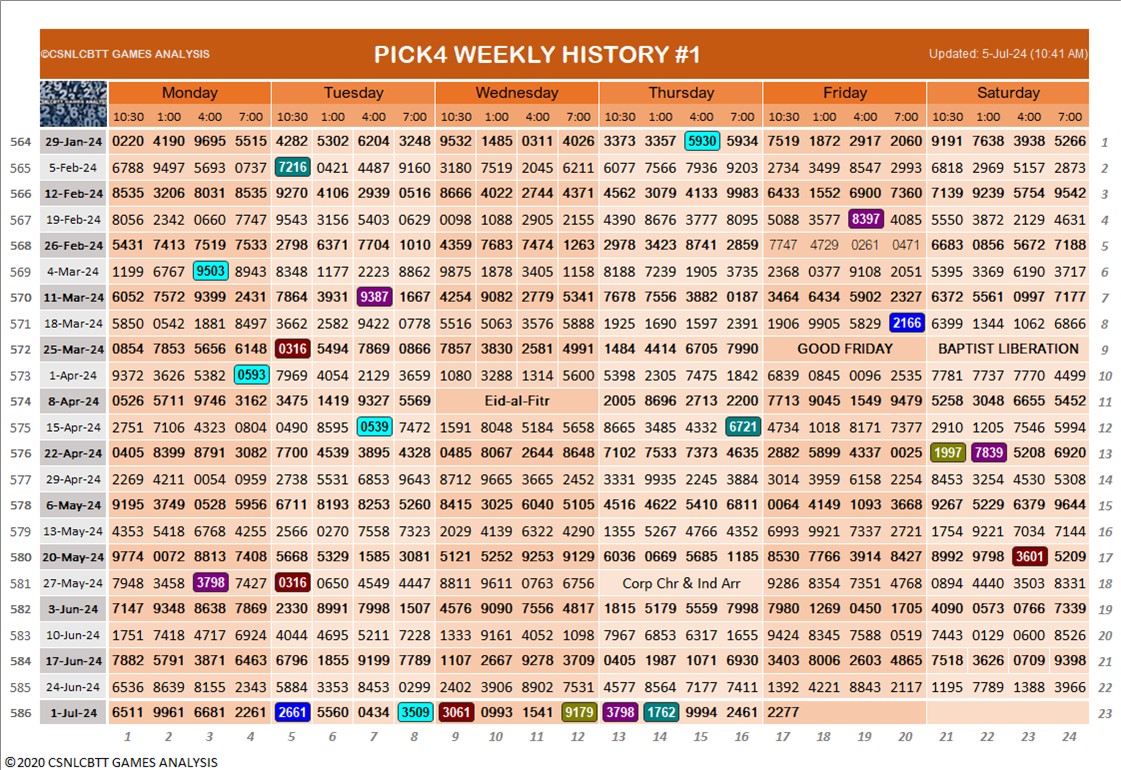 ©CSNLCBTT GAMES ANALYSIS PICK4 WEEKLY HISTORY #1 Updated: 5-Jul-24 (10:41 AM)
Monday Tuesday Wednesday Thursday Friday Saturday
10:30 1:00 4:00 7:00 10:30 1:00 4:00 7:00 10:30 10:00 4:00 7:00 10:30 1:00 4:00 7:00 10:30 1:00 4:00 7:00 10:30 1:00 4:00 7:00
564 29-Jan-24 0220 4190 9695 5515 4282 5302 6204 3248 9532 1485 0311 4026 3373 3357 5930 5934 7519 1872 2917 2060 9191 7638 3938 5266 1
565 5-Feb-24 6788 9497 5693 0737 7216 0421 4487 9160 3180 7519 2045 6211 6077 7566 7936 9203 2734 3499 8547 2993 6818 2969 5157 2873 2
566 12-Feb-24 8535 3206 8031 8535 9270 4106 2939 0516 8666 4022 2744 4371 4562 3079 4133 9983 6433 1552 6900 7360 7139 9239 5754 9542 3
567 19-Feb-24 8056 2342 0660 7747 9543 3156 5403 0629 0098 1088 2905 2155 4390 8676 3777 8095 5088 3577 8397 4085 5550 3872 2129 4631 4
568 26-Feb-24 5431 7413 7519 7533 2798 6371 7704 1010 4359 7683 7474 1263 2978 3423 8741 2859 7747 4729 0261 0471 6683 0856 5672 7188 5
569 4-Mar-24 1199 6767 9503 8943 8348 1177 2223 8862 9875 1878 3405 1158 8188 7239 1905 3735 2368 0377 9108 2051 5395 3369 6190 3717 6
570 11-Mar-24 6052 7572 9399 2431 7864 3931 9387 1667 4254 9082 2779 5341 7678 7556 3882 0187 3464 6434 5902 2327 6372 5561 0997 7177 7
571 18-Mar-24 5850 0542 1881 8497 3662 2582 9422 0778 5516 5063 3576 5888 1925 1690 1597 2391 1906 9905 5829 2166 6399 1344 1062 6866 8
572 25-Mar-24 0854 7853 5656 6148 0316 5494 7869 0866 7857 3830 2581 4991 1484 4414 6705 7990 GOOD FRIDAY BAPTIST LIBERATION 9
573 1-Apr-24 9372 3626 5382 0593 7969 4054 2129 3659 1080 3288 1314 5600 5398 2305 7475 1842 6839 0845 0096 2535 7781 7737 7770 4499 10
574 8-Apr-24 0526 5711 9746 3162 3475 1419 9327 5569 Eid-al-Fitr 2005 8696 2713 2200 7713 9045 1549 9479 5258 3048 6655 5452 11
575 15-Apr-24 2751 7106 4323 0804 0490 8595 0539 7472 1591 8048 5184 5658 8665 3485 4332 6721 4734 1018 8171 7377 2910 1205 7546 5994 12
576 22-Apr-24 0405 8399 8791 3082 7700 4539 3895 4328 0485 8067 2644 8648 7102 7533 7373 4635 2882 5899 4337 0025 1997 7839 5208 6920 13
577 29-Apr-24 2269 4211 0054 0959 2738 5531 6853 9643 8712 9665 3665 2452 3331 9935 2245 3884 3014 3959 6158 2254 8453 3254 4530 5308 14
578 6-May-24 9195 3749 0528 5956 6711 8193 8253 5260 8415 3025 6040 5105 4516 4622 5410 6811 0064 4149 1093 3668 9267 5229 6379 9644 15
579 13-May-24 4353 5418 6768 4255 2566 0270 7558 7323 2029 4139 6322 4290 1355 5267 4766 4352 6993 9921 7337 2721 1754 9221 7034 7144 16
580 20-May-24 9774 0072 8813 7408 5668 5329 1585 3081 5121 5252 9253 9129 6036 0669 5685 1185 8530 7766 3914 8427 8992 9798 3601 5209 17
581 27-May-24 7948 3458 3798 7427 0316 0650 4549 4447 8811 9611 0763 6756 Corp Chr & Ind Arr 9286 8354 7351 4768 0894 4440 3503 8331 18
582 3-Jun-24 7147 9348 8638 7869 2330 8991 7998 1507 4576 9090 7556 4817 1815 5179 5559 7998 7980 1269 0450 1705 4090 0573 0766 7339 19
583 10-Jun-24 1751 7418 4717 6924 4044 4695 5211 7228 1333 9161 4052 1098 7967 6853 6317 1655 9424 8345 7588 0519 7443 0129 0600 8526 20
584 17-Jun-24 7882 5791 3871 6463 6796 1855 9199 7789 1107 2667 9278 3709 0405 1987 1071 6930 3403 8006 2603 4865 7518 3626 0709 9398 21
585 24-Jun-24 6536 8639 8155 2343 5884 3353 8453 0299 2402 3906 8902 7531 4577 8564 7177 7411 1392 4221 8843 2117 1195 7789 1388 3966 22
586 1-Jul-24 6511 9961 6681 2261 2661 5560 0434 3509 3061 0993 1541 9179 3798 1762 9994 2461 2277 23
1 2 3 4 5 6 7 8 9 10 11 12 13 14 15 16 17 18 19 20 21 22 23 24
©2020 CSNLCBTT GAMES ANALYSIS